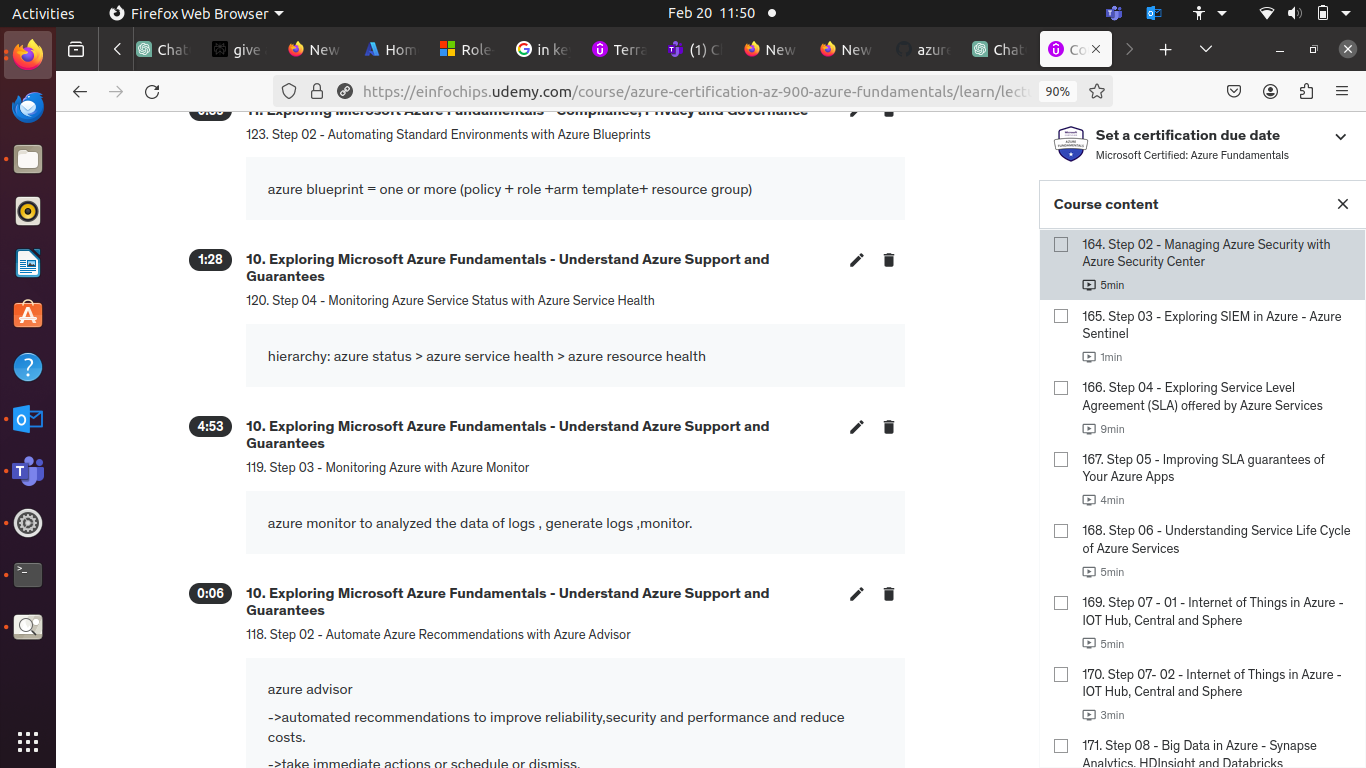 Activities
Firefox Web Browser
Feb 20 11:50
Chat
give
New
Hom
Role
in ke
Terra
(1) C
New
New
azure
Chat
Co
https://einfochips.udemy.com/course/azure-certification-az-900-azure-fundamentals/learn/lect
90%
11. Exploring Microsoft Azure Fundamentals - Compliance, Privacy and Governance
123. Step 02 - Automating Standard Environments with Azure Blueprints
azure blueprint = one or more (policy + role +arm template+ resource group)
1:28
10. Exploring Microsoft Azure Fundamentals - Understand Azure Support and
Guarantees
120. Step 04 - Monitoring Azure Service Status with Azure Service Health
hierarchy: azure status > azure service health > azure resource health
4:53
10. Exploring Microsoft Azure Fundamentals - Understand Azure Support and
Guarantees
119. Step 03 - Monitoring Azure with Azure Monitor
azure monitor to analyzed the data of logs , generate logs ,monitor.
0:06
10. Exploring Microsoft Azure Fundamentals - Understand Azure Support and
Guarantees
118. Step 02 - Automate Azure Recommendations with Azure Advisor
azure advisor
->automated recommendations to improve reliability,security and performance and reduce
costs.
->take immediate actions or schedule or dismiss.
Set a certification due date
Microsoft Certified: Azure Fundamentals
Course content
164. Step 02 - Managing Azure Security with
Azure Security Center
5min
165. Step 03 - Exploring SIEM in Azure - Azure
Sentinel
1min
166. Step 04 - Exploring Service Level
Agreement (SLA) offered by Azure Services
9min
167. Step 05 - Improving SLA guarantees of
Your Azure Apps
4min
168. Step 06 - Understanding Service Life Cycle
of Azure Services
5min
169. Step 07 - 01 - Internet of Things in Azure -
IOT Hub, Central and Sphere
5min
170. Step 07- 02 - Internet of Things in Azure -
IOT Hub, Central and Sphere
3min
171. Step 08 - Big Data in Azure - Synapse
Analytics, HDInsight and Databricks